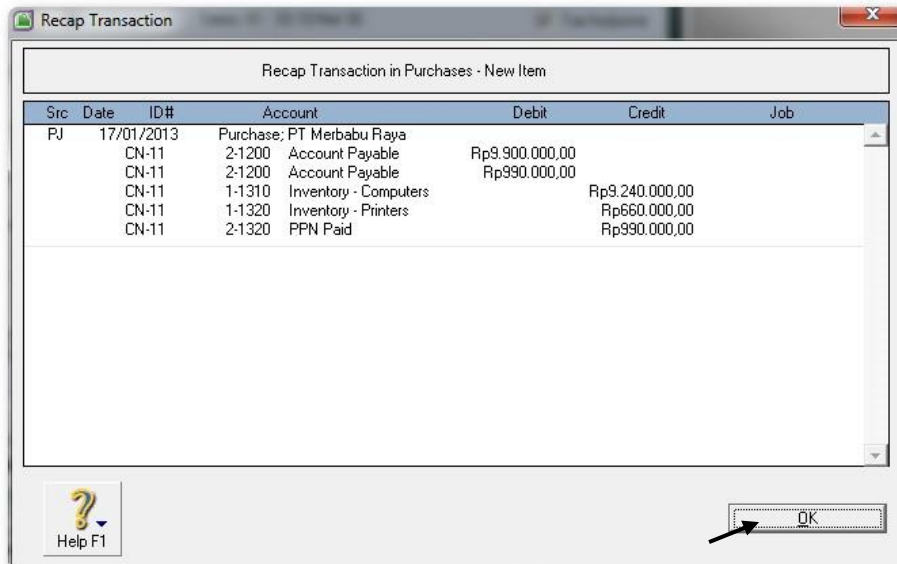 Recap Transaction
Recap Transaction in Purchases - New Item
Src Date ID# Account Debit Credit Job
PJ 17/01/2013 Purchase; PT Merbabu Raya
CN-11 2-1200 Account Payable Rp9.900.000,00
CN-11 2-1200 Account Payable Rp990.000,00
CN-11 1-1310 Inventory - Computers Rp9.240.000,00
CN-11 1-1320 Inventory - Printers Rp660.000,00
CN-11 2-1320 PPN Paid Rp990.000,00
OK
Help F1